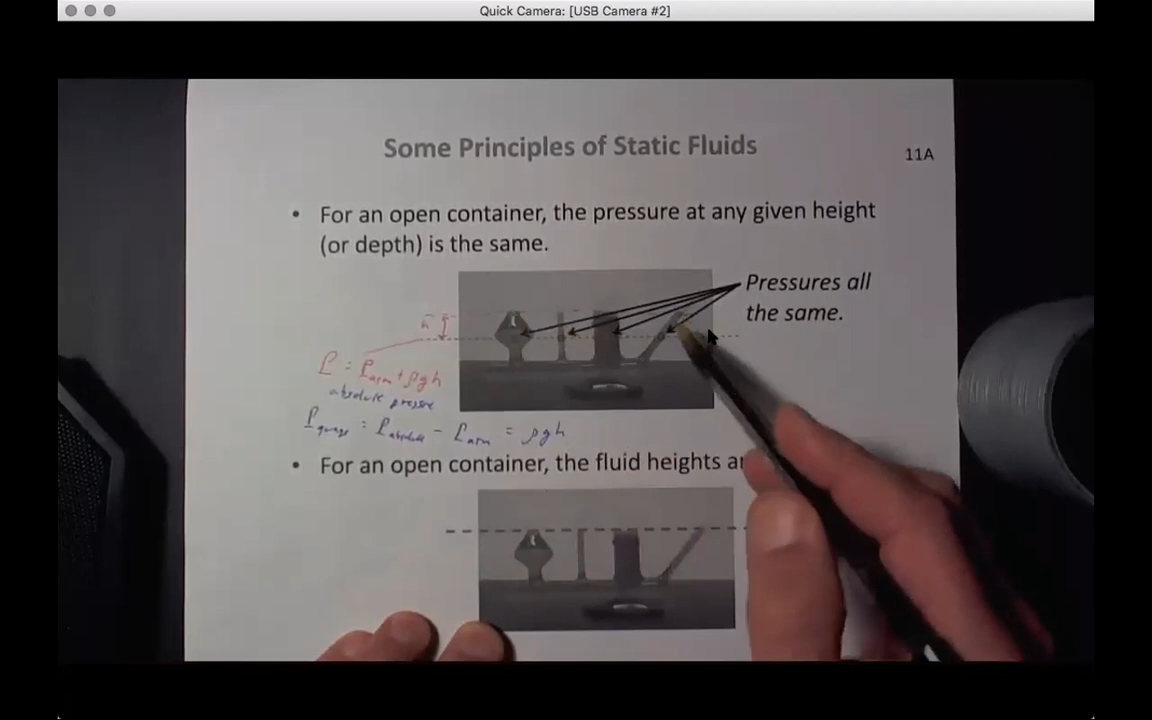 Quick Camera: [USB Camera #2]
Some Principles of Static Fluids
11A
• For an open container, the pressure at any given height
(or depth) is the same.
Pressures all
the same.
h
P = Patm + ρgh
absolute pressure
Pgauge = Pabsolute - Patm = ρgh
• For an open container, the fluid heights ar